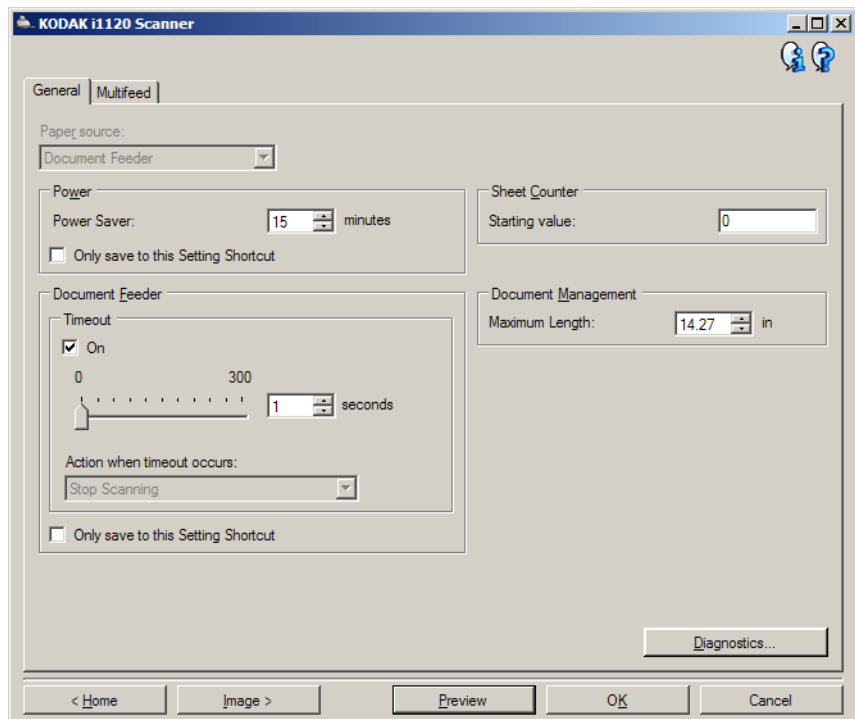 KODAK i1120 Scanner
General Multifeed
Paper source:
Document Feeder
Power
Power Saver: 15 minutes
Only save to this Setting Shortcut
Sheet Counter
Starting value: 0
Document Feeder
Timeout
On
0 300
1 seconds
Action when timeout occurs:
Stop Scanning
Only save to this Setting Shortcut
Document Management
Maximum Length: 14.27 in
Diagnostics...
< Home Image > Preview OK Cancel